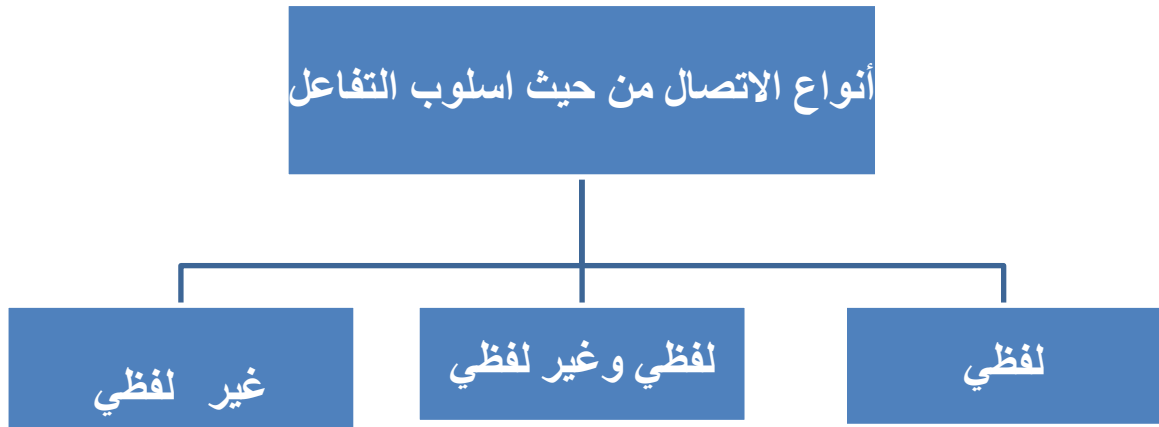 أنواع الاتصال من حيث اسلوب التفاعل
لفظي
لفظي وغير لفظي
غير لفظي